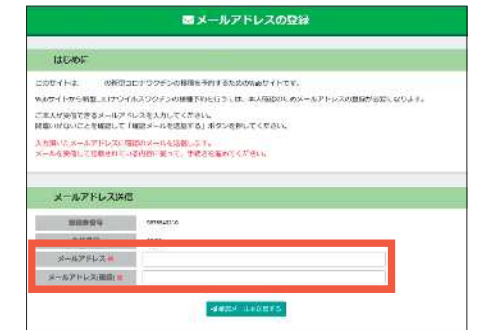 メールアドレスの登録
はじめに
このサイトは、 の新型コロナワクチンの接種を予約するためのWebサイトです。
Webサイトから新型コロナウイルスワクチンの接種予約を行うには、本人確認のためメールアドレスの登録が必要になります。
ご本人が受信できるメールアドレスを入力してください。
間違いがないことを確認して「確認メールを送信する」ボタンを押してください。
入力頂いたメールアドレスに確認のメールを送信します。
メールを受信して記載されている内容に従って、手続きを進めてください。
メールアドレス送信
メールアドレス※
メールアドレス(確認)※
確認メールを送信する